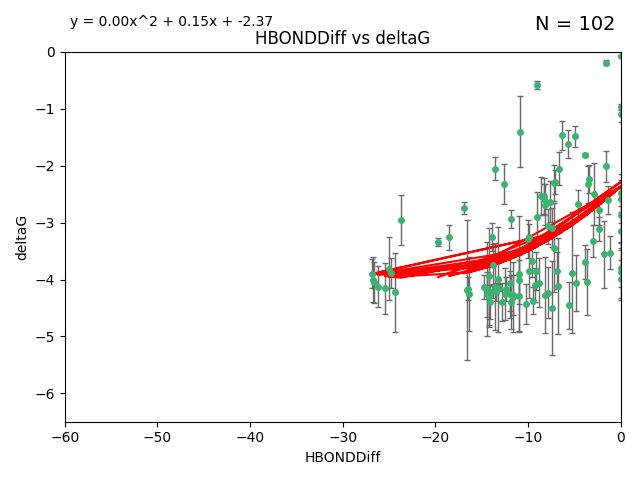 y = 0.00x^2 + 0.15x + -2.37
N = 102
HBONDDiff vs deltaG
0
−1
−2
−3
−4
−5
−6
deltaG
−60
−50
−40
−30
−20
−10
0
HBONDDiff